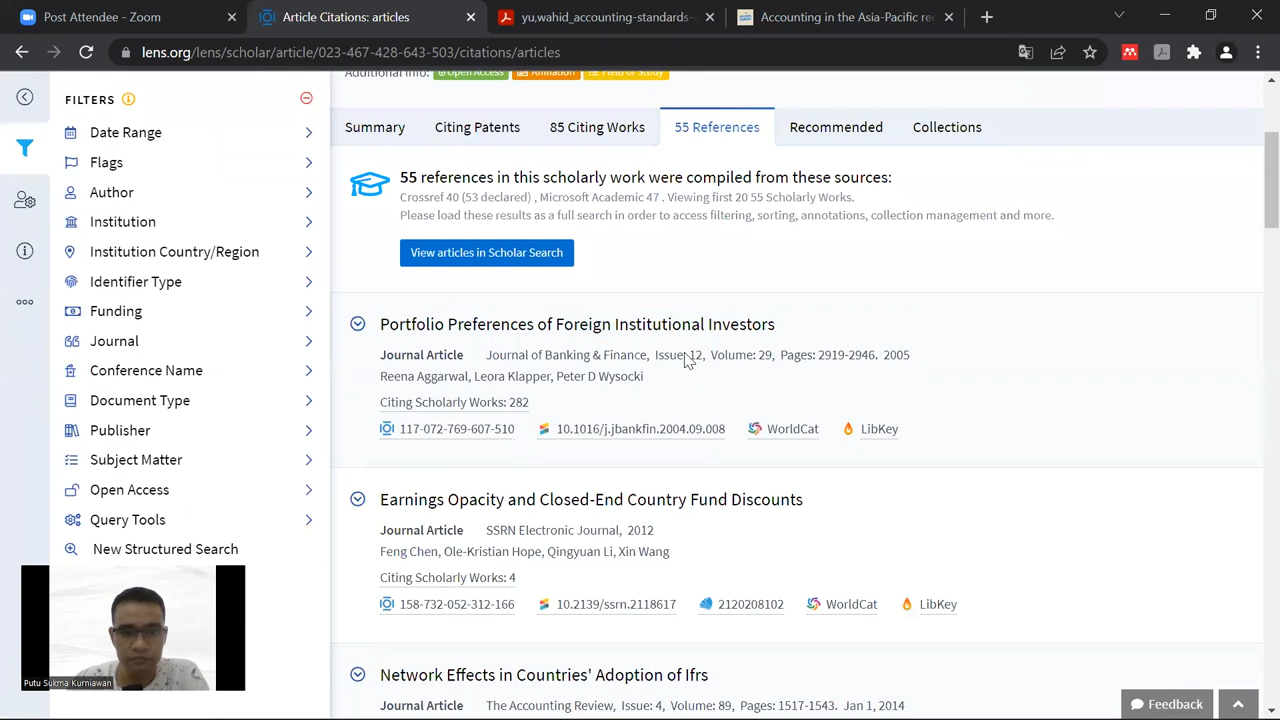 Post Attendee - Zoom
Article Citations: articles
yu,wahid_accounting-standards-
Accounting in the Asia-Pacific re
lens.org/lens/scholar/article/023-467-428-643-503/citations/articles
Additional Info: Open Access Affiliation Field of Study
FILTERS
Date Range
Flags
Author
Institution
Institution Country/Region
Identifier Type
Funding
Journal
Conference Name
Document Type
Publisher
Subject Matter
Open Access
Query Tools
New Structured Search
Putu Sukma Kurniawan
Summary Citing Patents 85 Citing Works 55 References Recommended Collections
55 references in this scholarly work were compiled from these sources:
Crossref 40 (53 declared) , Microsoft Academic 47 . Viewing first 20 55 Scholarly Works.
Please load these results as a full search in order to access filtering, sorting, annotations, collection management and more.
View articles in Scholar Search
Portfolio Preferences of Foreign Institutional Investors
Journal Article Journal of Banking & Finance, Issue: 12, Volume: 29, Pages: 2919-2946. 2005
Reena Aggarwal, Leora Klapper, Peter D Wysocki
Citing Scholarly Works: 282
117-072-769-607-510 10.1016/j.jbankfin.2004.09.008 WorldCat LibKey
Earnings Opacity and Closed-End Country Fund Discounts
Journal Article SSRN Electronic Journal, 2012
Feng Chen, Ole-Kristian Hope, Qingyuan Li, Xin Wang
Citing Scholarly Works: 4
158-732-052-312-166 10.2139/ssrn.2118617 2120208102 WorldCat LibKey
Network Effects in Countries' Adoption of Ifrs
Journal Article The Accounting Review, Issue: 4, Volume: 89, Pages: 1517-1543. Jan 1, 2014
Feedback